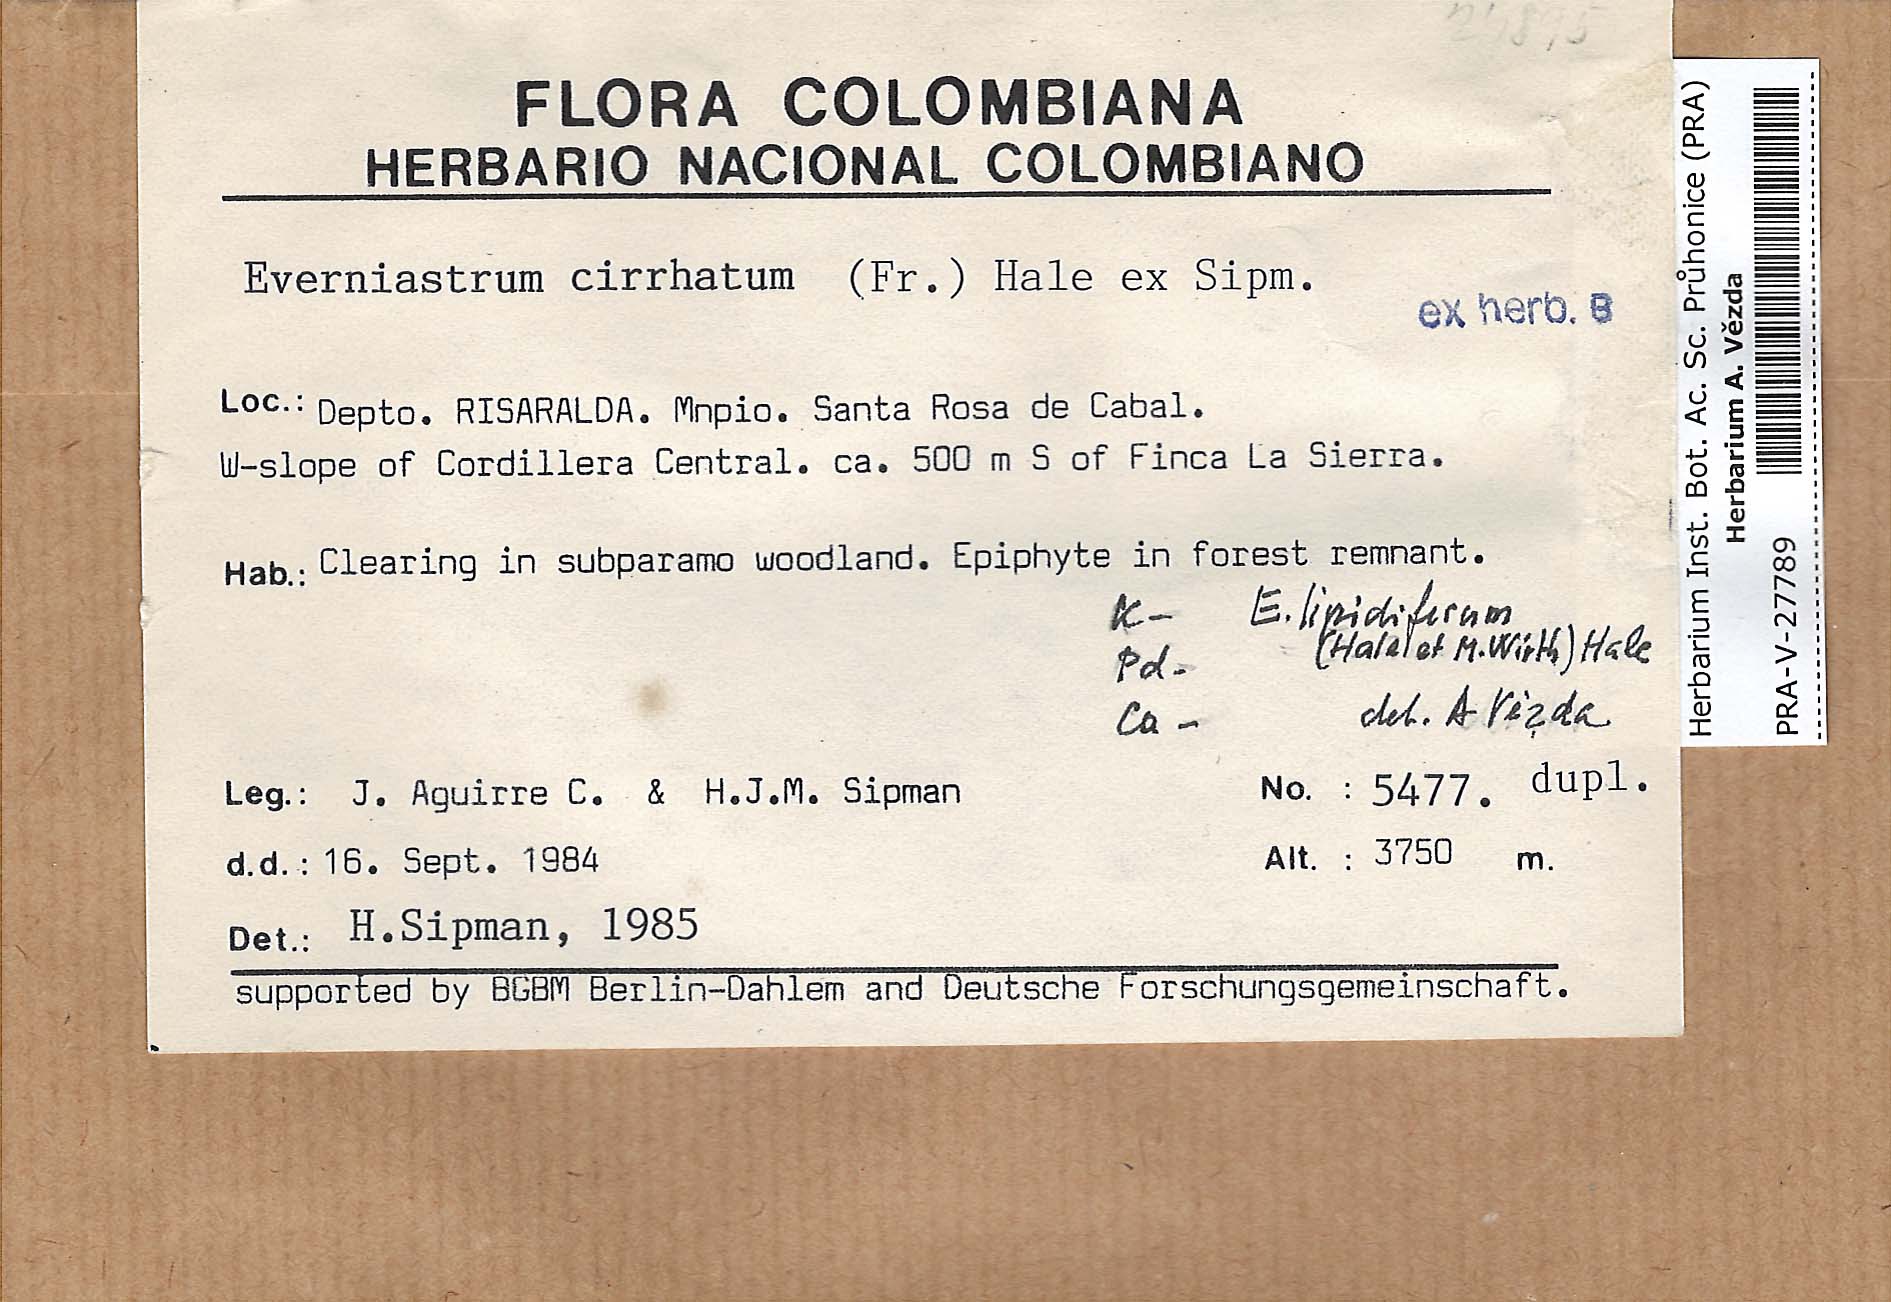 FLORA COLOMBIANA
HERBARIO NACIONAL COLOMBIANO
Everniastrum cirrhatum (Fr.) Hale ex Sipm.
ex herb. B
Loc.: Depto. RISARALDA. Mnpio. Santa Rosa de Cabal.
W-slope of Cordillera Central. ca. 500 m S of Finca La Sierra.
Hab.: Clearing in subparamo woodland. Epiphyte in forest remnant.
K - E. lipidiferum
(Hale et M. Wirth) Hale
Pd -
Ca - det. A Vězda
Leg.: J. Aguirre C. & H.J.M. Sipman No. : 5477. dupl.
d.d.: 16. Sept. 1984 Alt. : 3750 m.
Det.: H.Sipman, 1985
supported by BGBM Berlin-Dahlem and Deutsche Forschungsgemeinschaft.
Herbarium Inst. Bot. Ac. Sc. Průhonice (PRA)
Herbarium A. Vězda
PRA-V-27789